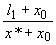 l₁ + x₀
x* + x₀